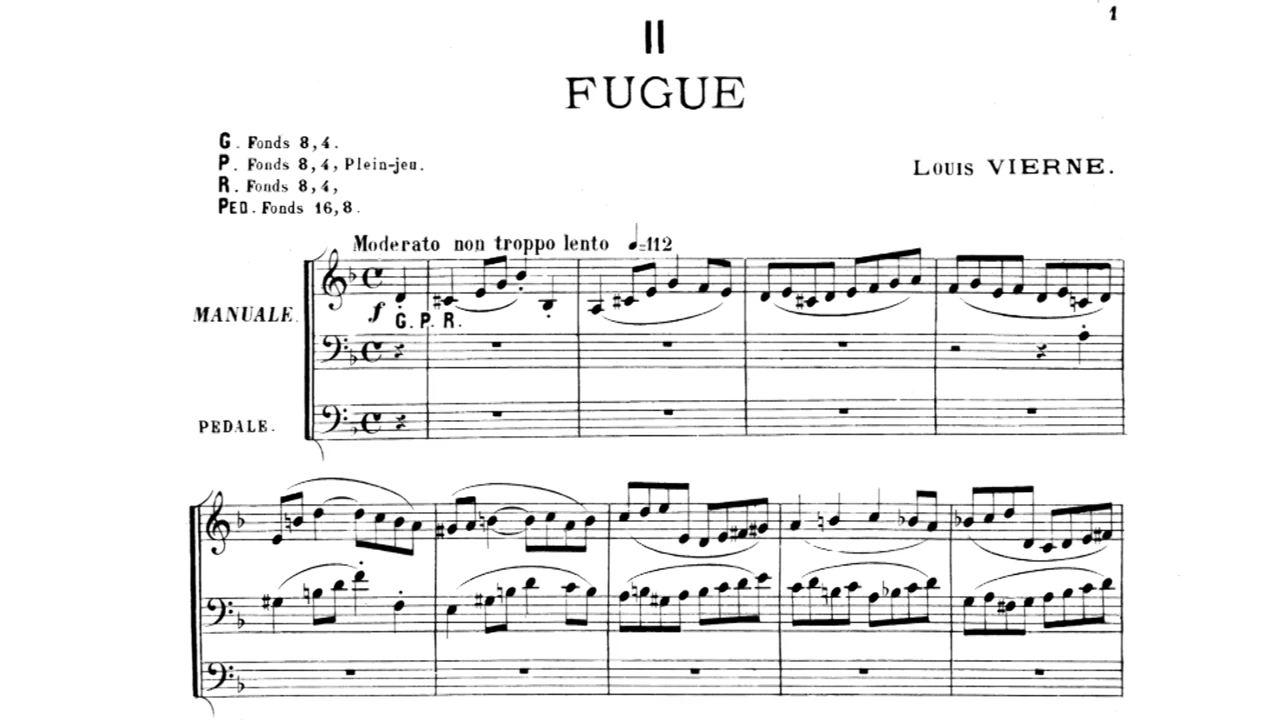 1
II
FUGUE
G. Fonds 8,4.
P. Fonds 8,4, Plein-jeu.
R. Fonds 8,4,
PED. Fonds 16,8.
LOUIS VIERNE.
Moderato non troppo lento ♩=112
MANUALE.
f
G. P. R.
PEDALE.